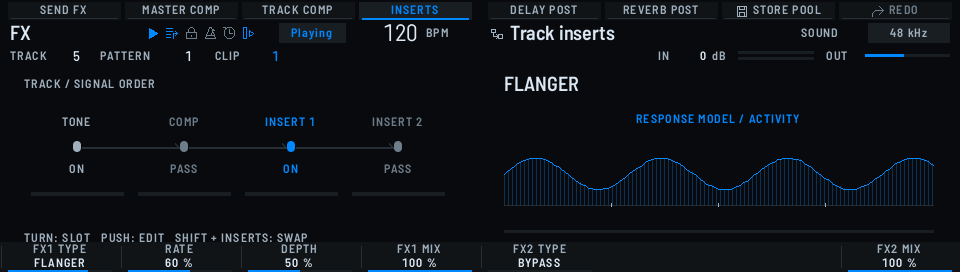 SEND FX MASTER COMP TRACK COMP INSERTS DELAY POST REVERB POST STORE POOL REDO
FX Playing 120 BPM Track inserts SOUND 48 kHz
TRACK 5 PATTERN 1 CLIP 1 IN 0 dB OUT
TRACK / SIGNAL ORDER FLANGER
TONE COMP INSERT 1 INSERT 2 RESPONSE MODEL / ACTIVITY
ON PASS ON PASS
TURN: SLOT PUSH: EDIT SHIFT + INSERTS: SWAP
FX1 TYPE RATE DEPTH FX1 MIX FX2 TYPE FX2 MIX
FLANGER 60 % 50 % 100 % BYPASS 100 %